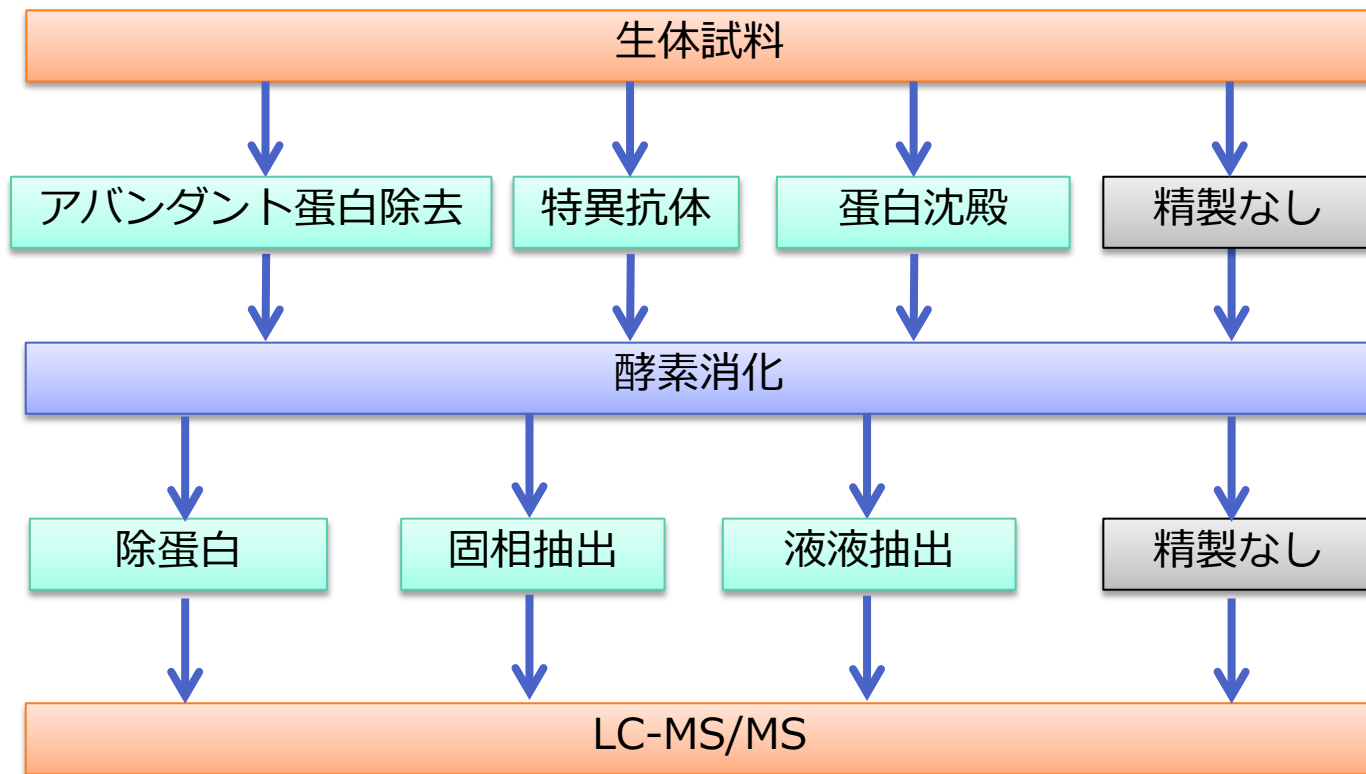 生体試料
アバンダント蛋白除去
特異抗体
蛋白沈殿
精製なし
酵素消化
除蛋白
固相抽出
液液抽出
精製なし
LC-MS/MS